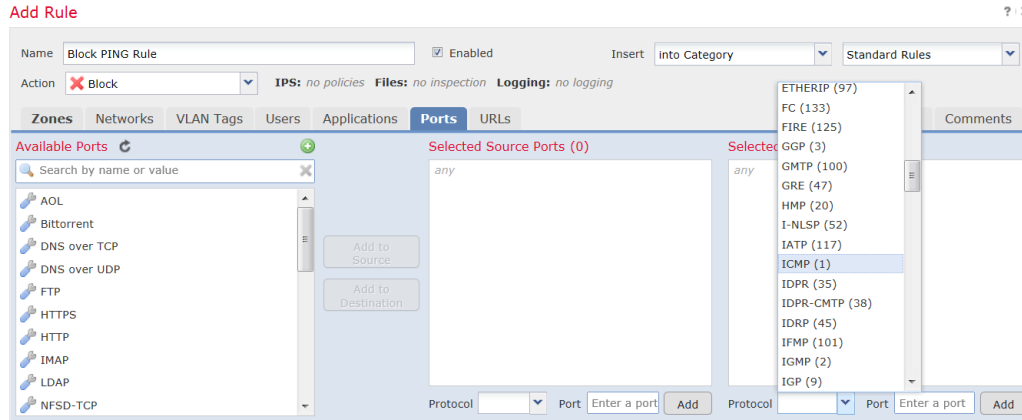 Add Rule ?
Name Block PING Rule Enabled Insert into Category Standard Rules
Action Block IPS: no policies Files: no inspection Logging: no logging
Zones Networks VLAN Tags Users Applications Ports URLs Comments
Available Ports
Search by name or value
AOL
Bittorrent
DNS over TCP
DNS over UDP
FTP
HTTPS
HTTP
IMAP
LDAP
NFSD-TCP
Add to
Source
Add to
Destination
Selected Source Ports (0)
any
Protocol Port Enter a port Add
Selected
any
ETHERIP (97)
FC (133)
FIRE (125)
GGP (3)
GMTP (100)
GRE (47)
HMP (20)
I-NLSP (52)
IATP (117)
ICMP (1)
IDPR (35)
IDPR-CMTP (38)
IDRP (45)
IFMP (101)
IGMP (2)
IGP (9)
Protocol Port Enter a port Add